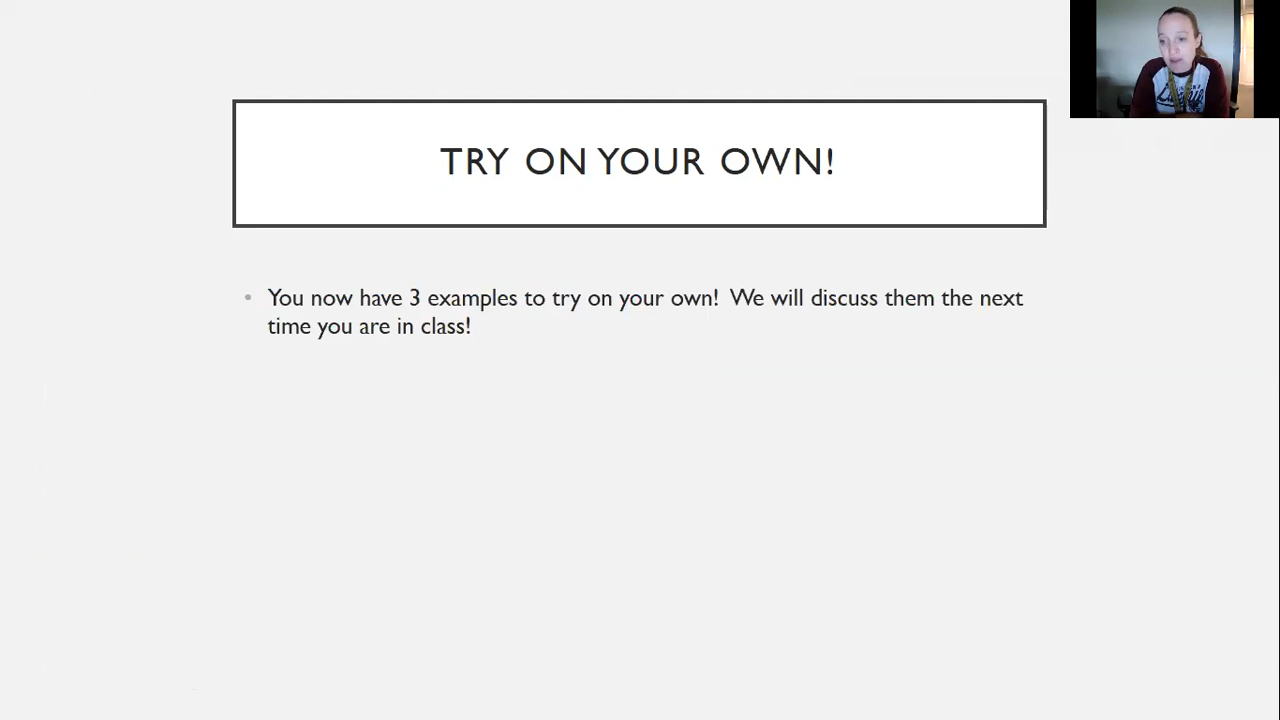 TRY ON YOUR OWN!
• You now have 3 examples to try on your own!  We will discuss them the next
time you are in class!